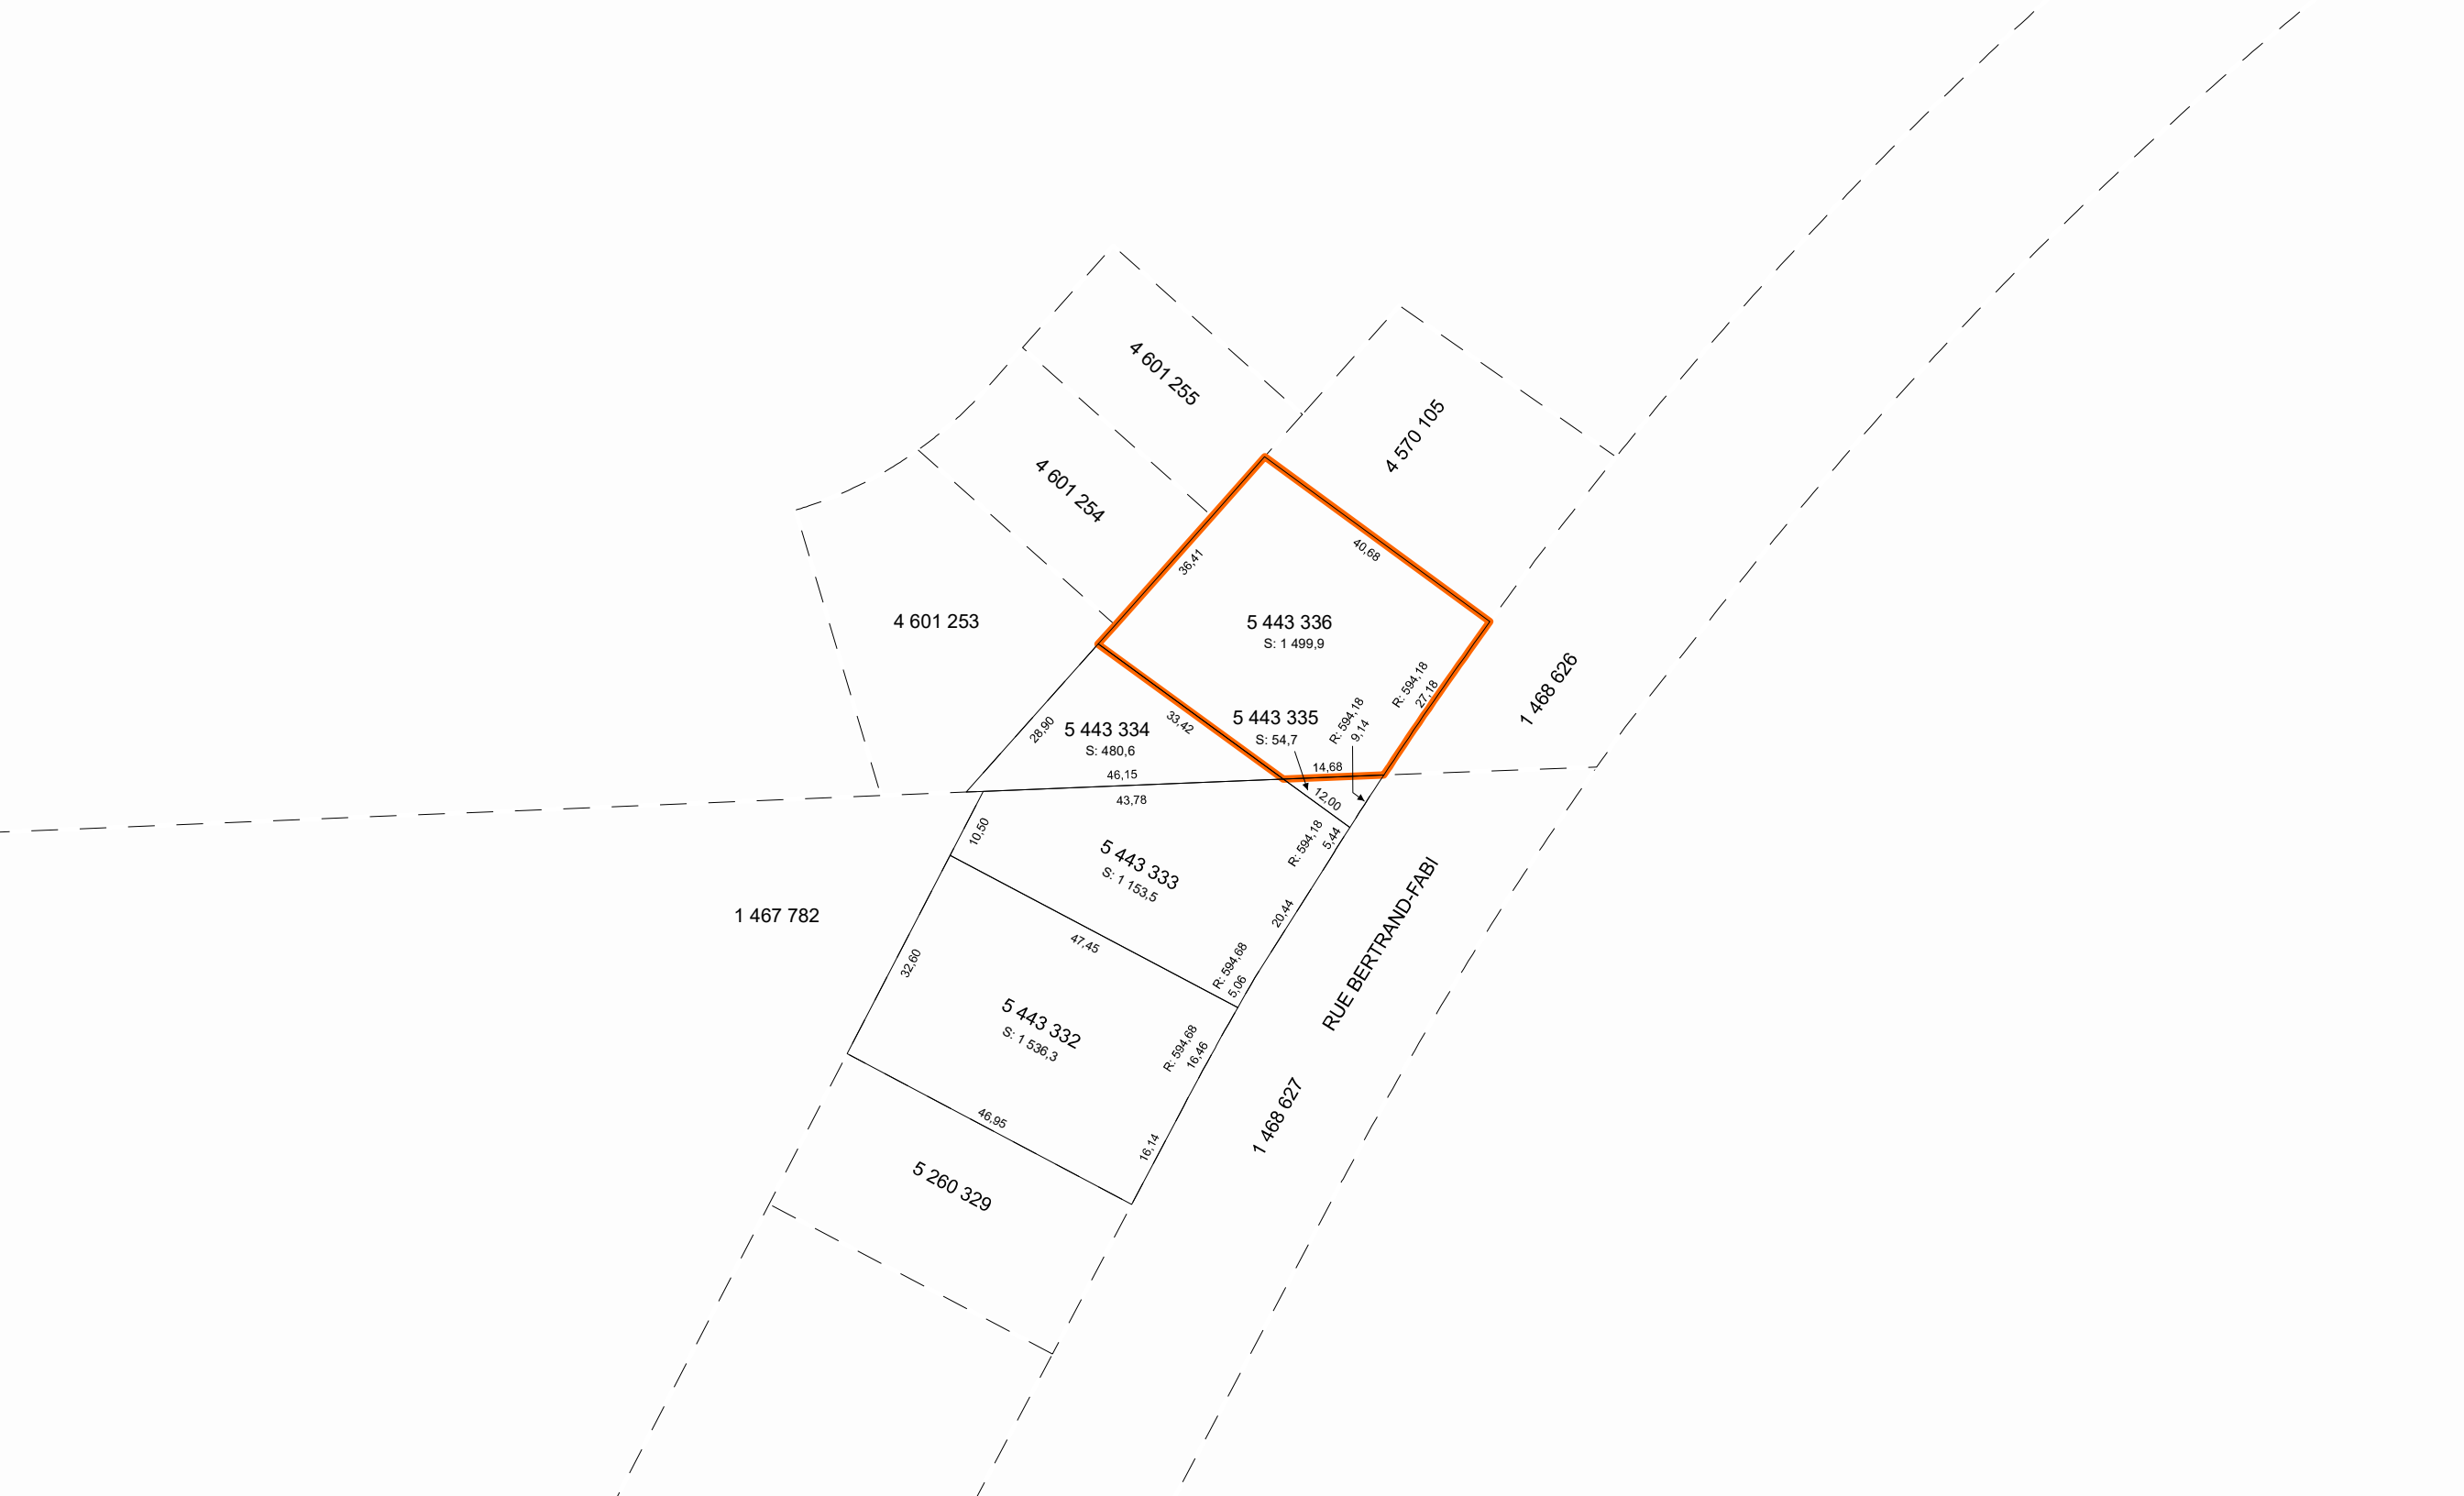 4 601 255
4 570 105
4 601 254
40,68
36,41
4 601 253
5 443 336
S: 1 499,9
1 468 626
R: 594,18
27,18
5 443 335
S: 54,7
R: 594,18
9,14
33,42
28,90
5 443 334
S: 480,6
46,15
14,68
43,78
12,00
10,50
R: 594,18
5,44
5 443 333
S: 1 153,5
20,44
1 467 782
RUE BERTRAND-FABI
47,45
32,60
R: 594,68
5,06
5 443 332
S: 1 536,3
R: 594,68
16,46
1 468 627
46,95
16,14
5 260 329